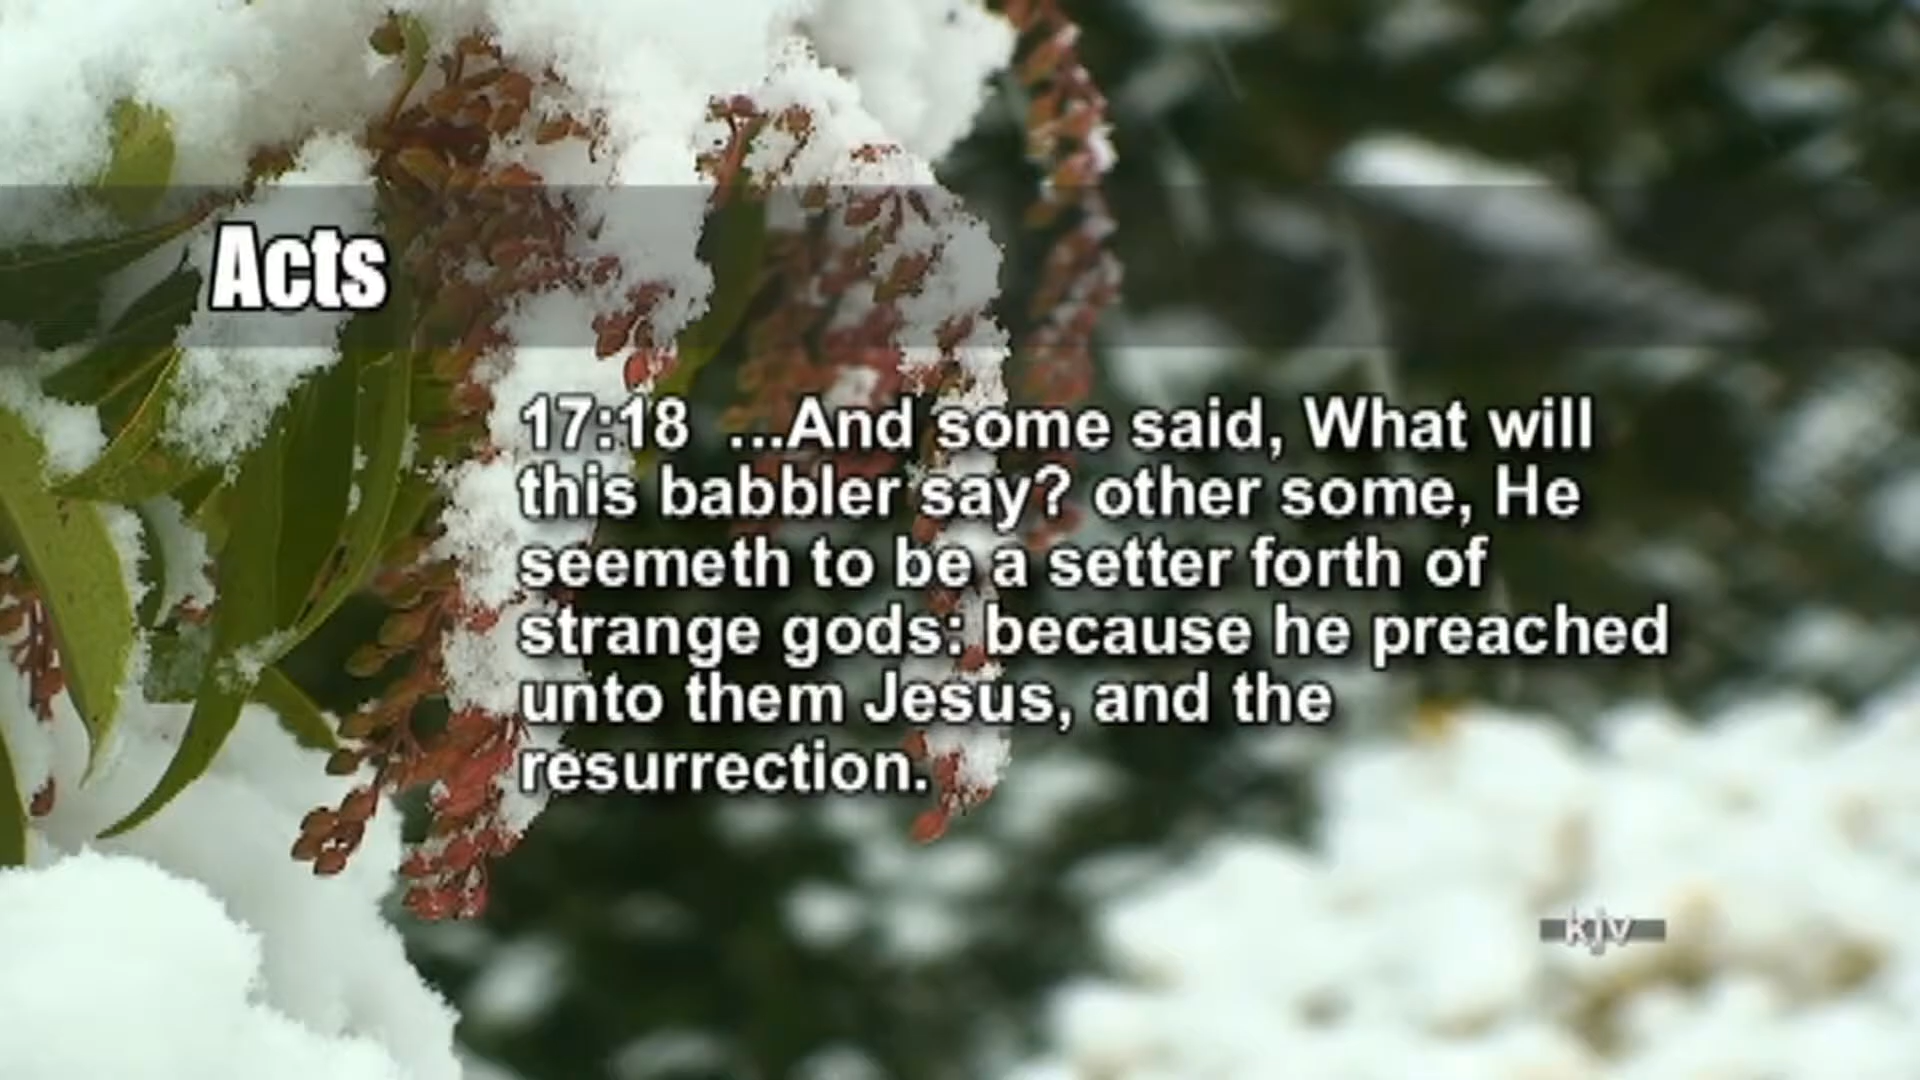 Acts
17:18 ...And some said, What will
this babbler say? other some, He
seemeth to be a setter forth of
strange gods: because he preached
unto them Jesus, and the
resurrection.
kjv